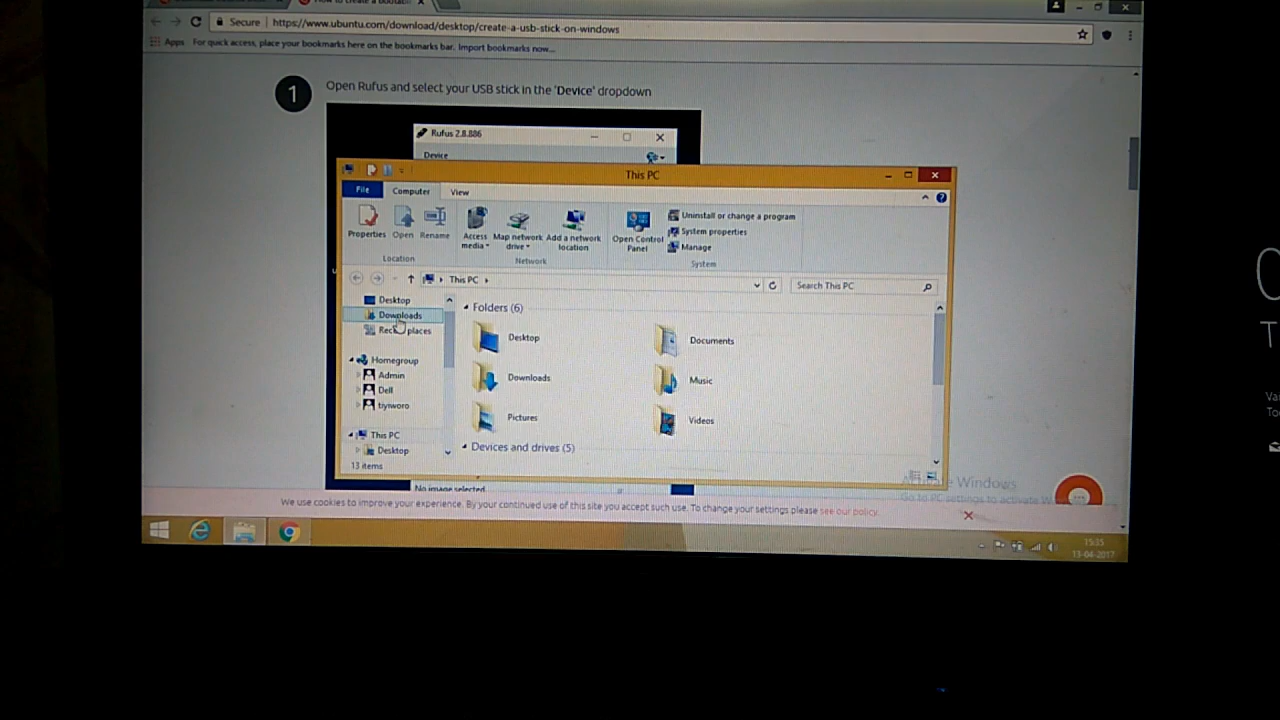 Secure
https://www.ubuntu.com/download/desktop/create-a-usb-stick-on-windows
Apps For quick access, place your bookmarks here on the bookmarks bar. Import bookmarks now...
1
Open Rufus and select your USB stick in the 'Device' dropdown
Rufus 2.8.886
Device
This PC
File Computer View
Properties Open Rename
Access media
Map network drive
Add a network location
Open Control Panel
Uninstall or change a program
System properties
Manage
Location Network System
This PC
Search This PC
Desktop
Downloads
places
Homegroup
Admin
Dell
tiyiworo
This PC
Desktop
13 items
Folders (6)
Desktop Documents
Downloads Music
Pictures Videos
Devices and drives (5)
No image selected
Windows
Go to PC settings to activate
We use cookies to improve your experience. By your continued use of this site you accept such use. To change your settings please see our policy.
15:35
13-04-2017